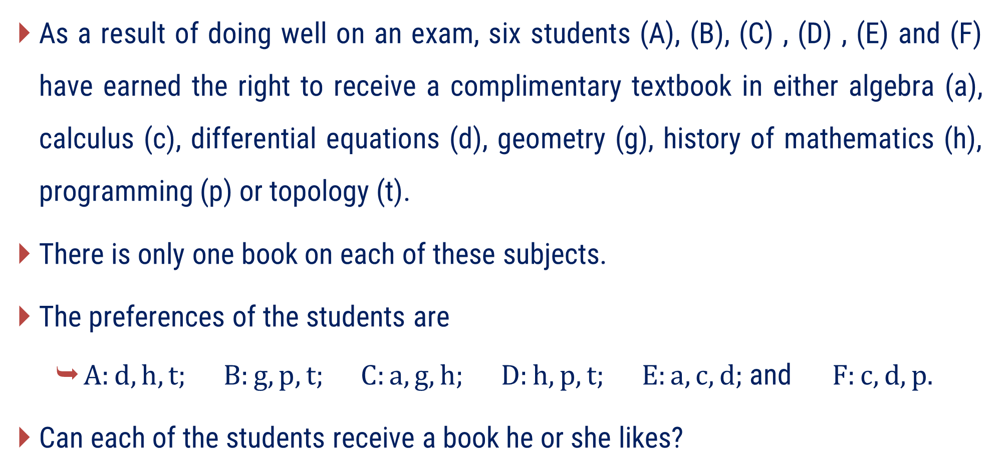 As a result of doing well on an exam, six students (A), (B), (C) , (D) , (E) and (F)
have earned the right to receive a complimentary textbook in either algebra (a),
calculus (c), differential equations (d), geometry (g), history of mathematics (h),
programming (p) or topology (t).
There is only one book on each of these subjects.
The preferences of the students are
A: d, h, t; B: g, p, t; C: a, g, h; D: h, p, t; E: a, c, d; and F: c, d, p.
Can each of the students receive a book he or she likes?